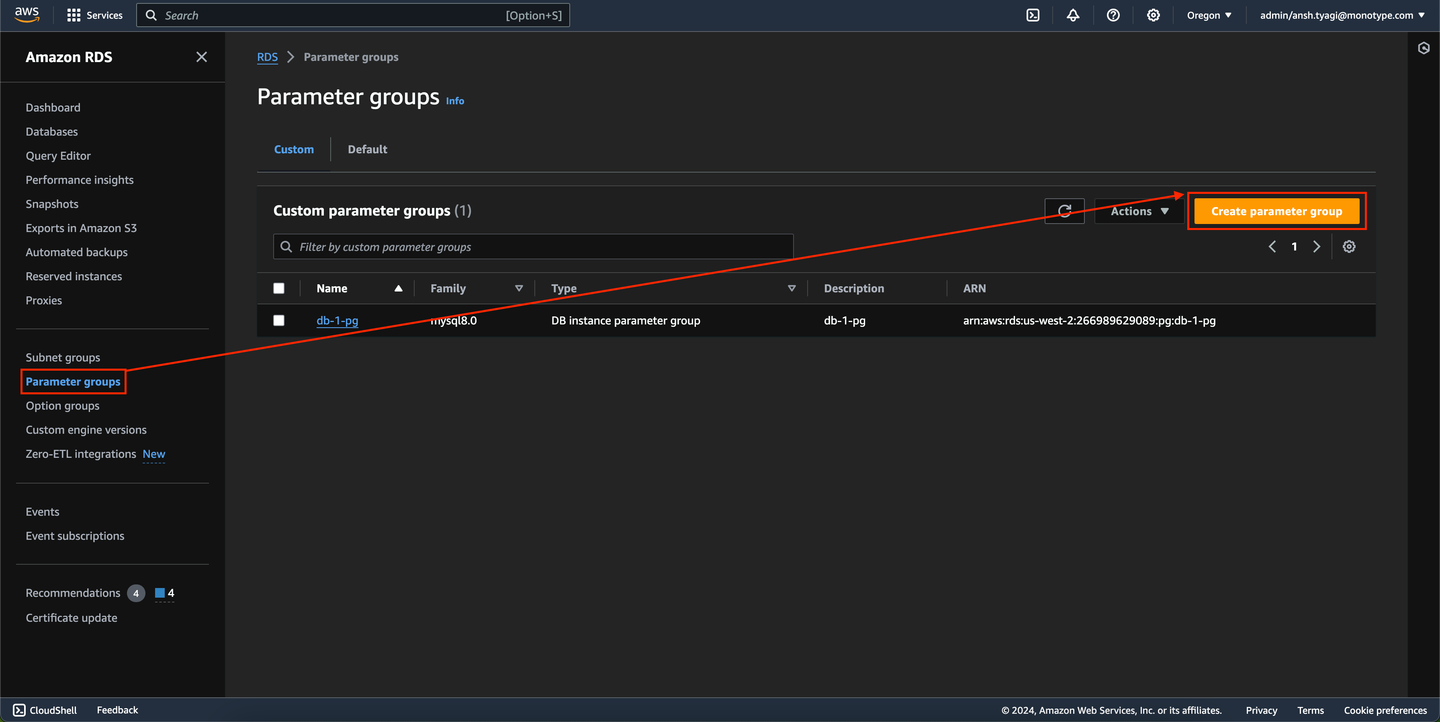 aws Services Search [Option+S] Oregon admin/ansh.tyagi@monotype.com
Amazon RDS
Dashboard
Databases
Query Editor
Performance insights
Snapshots
Exports in Amazon S3
Automated backups
Reserved instances
Proxies
Subnet groups
Parameter groups
Option groups
Custom engine versions
Zero-ETL integrations New
Events
Event subscriptions
Recommendations 4 4
Certificate update
RDS Parameter groups
Parameter groups Info
Custom Default
Custom parameter groups (1) Actions Create parameter group
Filter by custom parameter groups 1
Name Family Type Description ARN
db-1-pg mysql8.0 DB instance parameter group db-1-pg arn:aws:rds:us-west-2:266989629089:pg:db-1-pg
CloudShell Feedback © 2024, Amazon Web Services, Inc. or its affiliates. Privacy Terms Cookie preferences